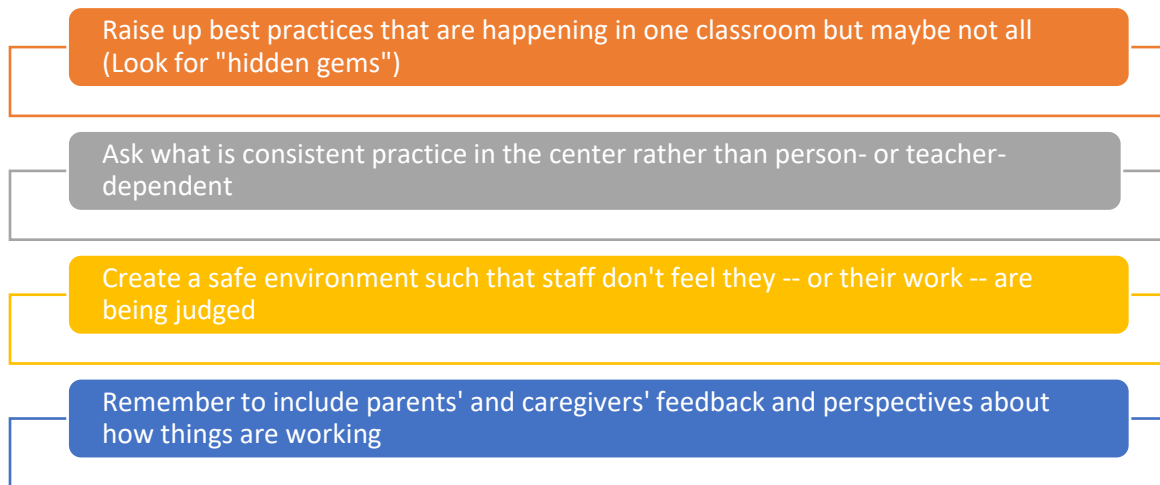 Raise up best practices that are happening in one classroom but maybe not all
(Look for "hidden gems")
Ask what is consistent practice in the center rather than person- or teacher-
dependent
Create a safe environment such that staff don't feel they -- or their work -- are
being judged
Remember to include parents' and caregivers' feedback and perspectives about
how things are working